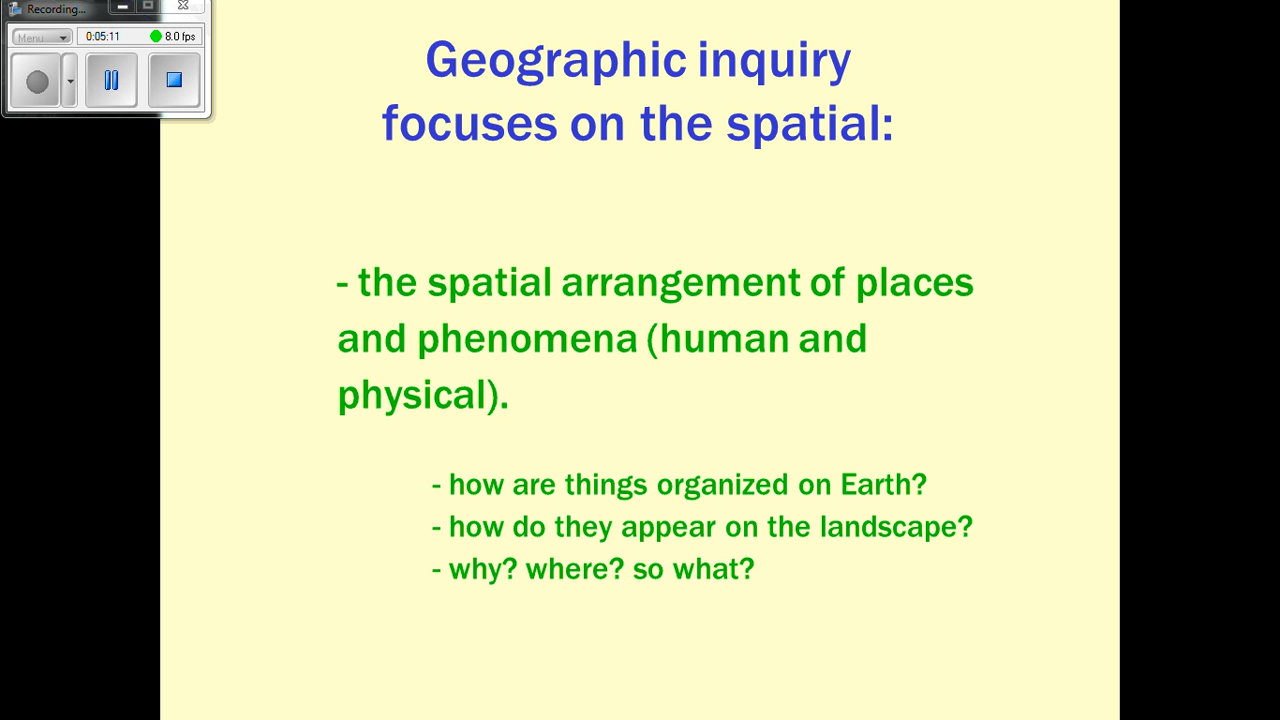 Recording...
Menu
0:05:11
8.0 fps
Geographic inquiry
focuses on the spatial:
- the spatial arrangement of places
and phenomena (human and
physical).
- how are things organized on Earth?
- how do they appear on the landscape?
- why? where? so what?